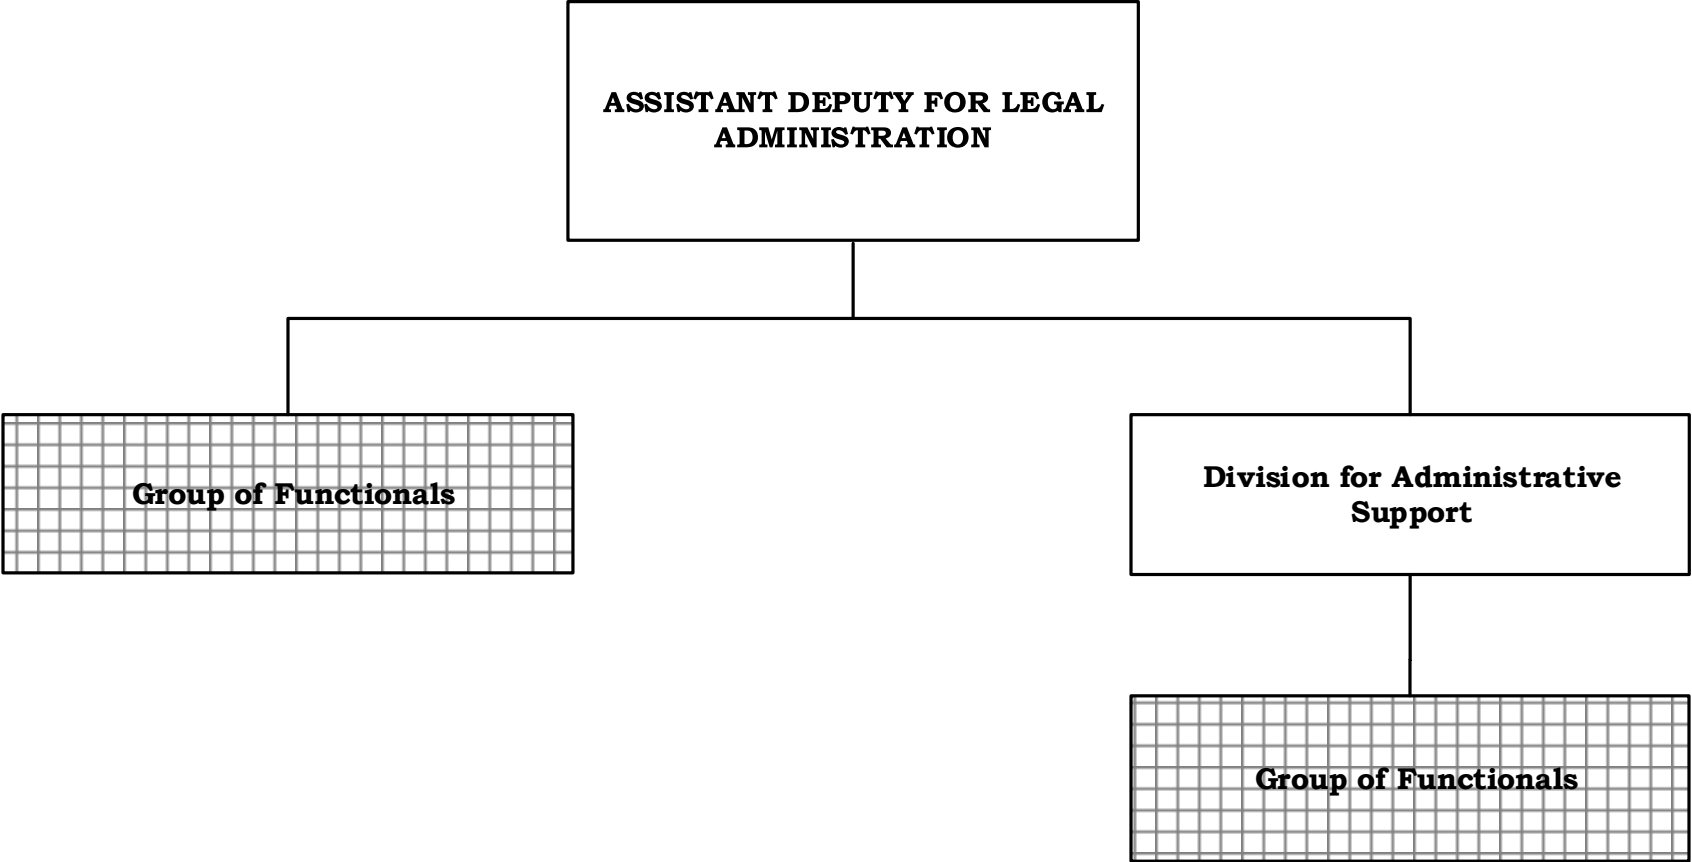 ASSISTANT DEPUTY FOR LEGAL
ADMINISTRATION
Group of Functionals
Division for Administrative
Support
Group of Functionals